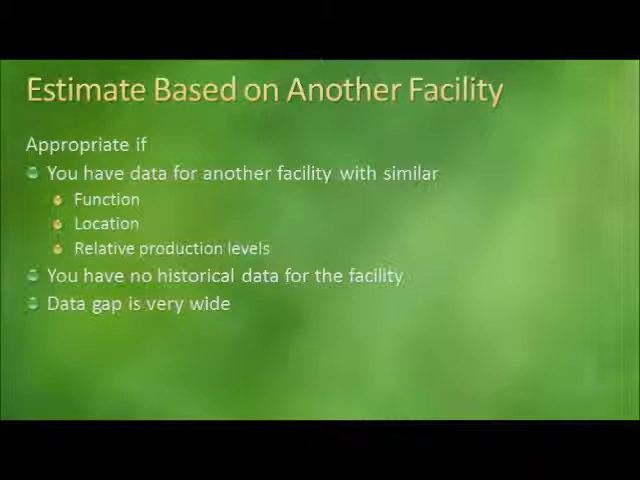 Estimate Based on Another Facility
Appropriate if
You have data for another facility with similar
Function
Location
Relative production levels
You have no historical data for the facility
Data gap is very wide